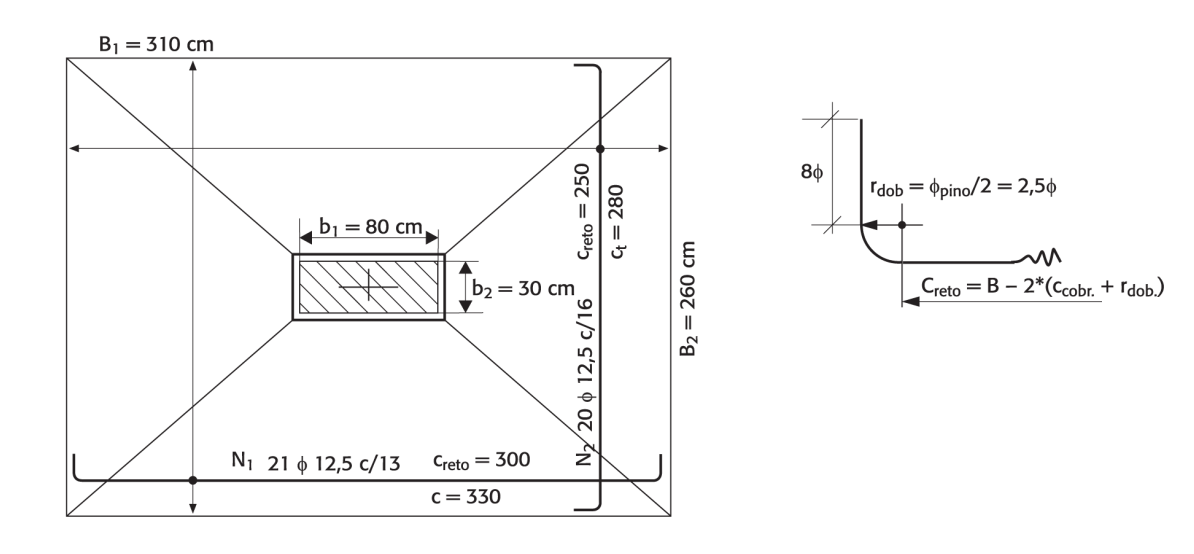 B₁ = 310 cm
b₁ = 80 cm
b₂ = 30 cm
c_reto = 250
c_t = 280
N₂ 20 ϕ 12,5 c/16
B₂ = 260 cm
N₁ 21 ϕ 12,5 c/13 c_reto = 300
c = 330
8ϕ
r_dob = ϕ_pino/2 = 2,5ϕ
C_reto = B – 2*(c_cobr. + r_dob.)